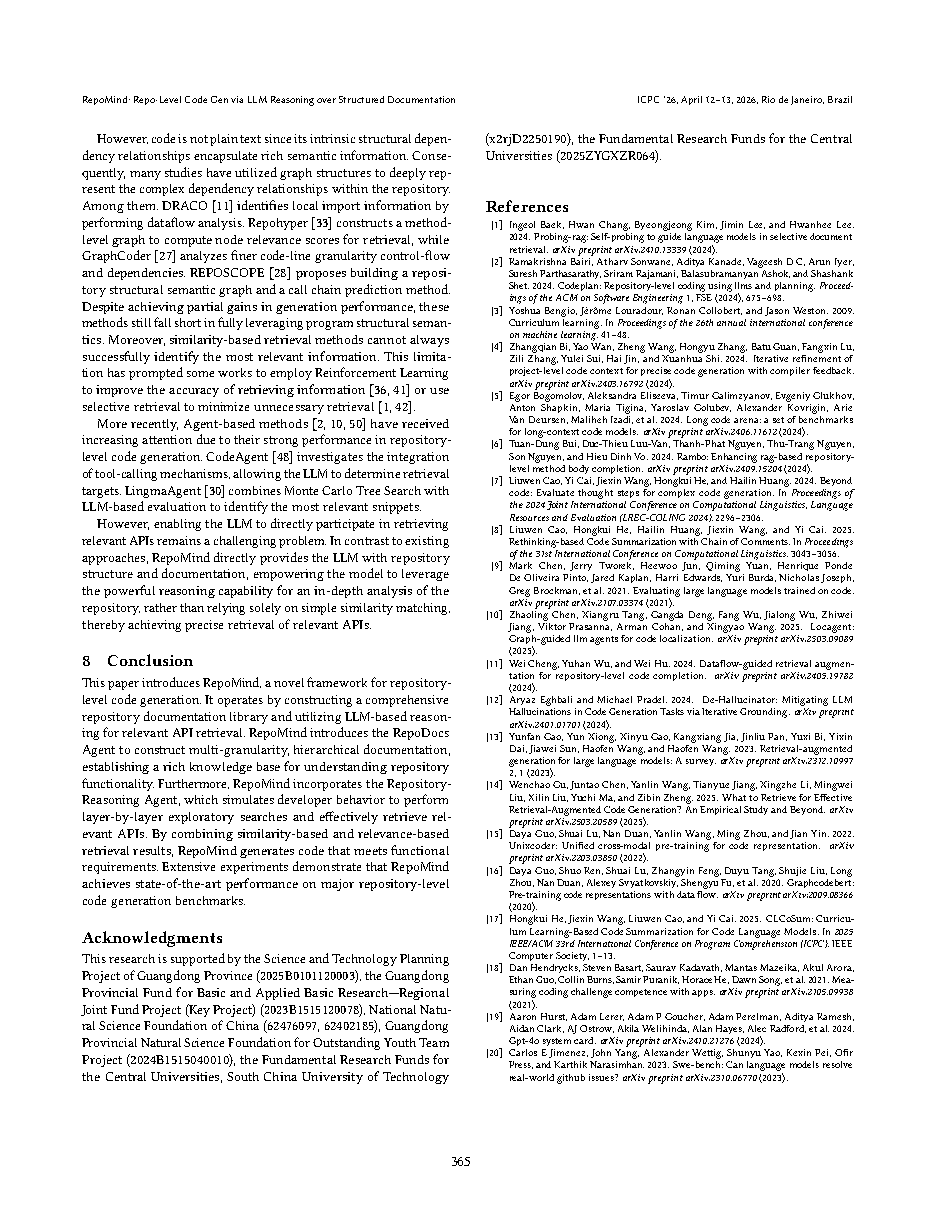 RepoMind: Repo-Level Code Gen via LLM Reasoning over Structured Documentation
ICPC '26, April 12–13, 2026, Rio de Janeiro, Brazil
However, code is not plain text since its intrinsic structural depen-
dency relationships encapsulate rich semantic information. Conse-
quently, many studies have utilized graph structures to deeply rep-
resent the complex dependency relationships within the repository.
Among them. DRACO [11] identifies local import information by
performing dataflow analysis. Repohyper [33] constructs a method-
level graph to compute node relevance scores for retrieval, while
GraphCoder [27] analyzes finer code-line granularity control-flow
and dependencies. REPOSCOPE [28] proposes building a reposi-
tory structural semantic graph and a call chain prediction method.
Despite achieving partial gains in generation performance, these
methods still fall short in fully leveraging program structural seman-
tics. Moreover, similarity-based retrieval methods cannot always
successfully identify the most relevant information. This limita-
tion has prompted some works to employ Reinforcement Learning
to improve the accuracy of retrieving information [36, 41] or use
selective retrieval to minimize unnecessary retrieval [1, 42].
More recently, Agent-based methods [2, 10, 50] have received
increasing attention due to their strong performance in repository-
level code generation. CodeAgent [48] investigates the integration
of tool-calling mechanisms, allowing the LLM to determine retrieval
targets. LingmaAgent [30] combines Monte Carlo Tree Search with
LLM-based evaluation to identify the most relevant snippets.
However, enabling the LLM to directly participate in retrieving
relevant APIs remains a challenging problem. In contrast to existing
approaches, RepoMind directly provides the LLM with repository
structure and documentation, empowering the model to leverage
the powerful reasoning capability for an in-depth analysis of the
repository, rather than relying solely on simple similarity matching,
thereby achieving precise retrieval of relevant APIs.
8 Conclusion
This paper introduces RepoMind, a novel framework for repository-
level code generation. It operates by constructing a comprehensive
repository documentation library and utilizing LLM-based reason-
ing for relevant API retrieval. RepoMind introduces the RepoDocs
Agent to construct multi-granularity, hierarchical documentation,
establishing a rich knowledge base for understanding repository
functionality. Furthermore, RepoMind incorporates the Repository-
Reasoning Agent, which simulates developer behavior to perform
layer-by-layer exploratory searches and effectively retrieve rel-
evant APIs. By combining similarity-based and relevance-based
retrieval results, RepoMind generates code that meets functional
requirements. Extensive experiments demonstrate that RepoMind
achieves state-of-the-art performance on major repository-level
code generation benchmarks.
Acknowledgments
This research is supported by the Science and Technology Planning
Project of Guangdong Province (2025B0101120003), the Guangdong
Provincial Fund for Basic and Applied Basic Research—Regional
Joint Fund Project (Key Project) (2023B1515120078), National Natu-
ral Science Foundation of China (62476097, 62402185), Guangdong
Provincial Natural Science Foundation for Outstanding Youth Team
Project (2024B1515040010), the Fundamental Research Funds for
the Central Universities, South China University of Technology
(x2rjD2250190), the Fundamental Research Funds for the Central
Universities (2025ZYGXZR064).
References
[1] Ingeol Baek, Hwan Chang, Byeongjeong Kim, Jimin Lee, and Hwanhee Lee.
2024. Probing-rag: Self-probing to guide language models in selective document
retrieval. arXiv preprint arXiv:2410.13339 (2024).
[2] Ramakrishna Bairi, Atharv Sonwane, Aditya Kanade, Vageesh D C, Arun Iyer,
Suresh Parthasarathy, Sriram Rajamani, Balasubramanyan Ashok, and Shashank
Shet. 2024. Codeplan: Repository-level coding using llms and planning. Proceed-
ings of the ACM on Software Engineering 1, FSE (2024), 675–698.
[3] Yoshua Bengio, Jérôme Louradour, Ronan Collobert, and Jason Weston. 2009.
Curriculum learning. In Proceedings of the 26th annual international conference
on machine learning. 41–48.
[4] Zhangqian Bi, Yao Wan, Zheng Wang, Hongyu Zhang, Batu Guan, Fangxin Lu,
Zili Zhang, Yulei Sui, Hai Jin, and Xuanhua Shi. 2024. Iterative refinement of
project-level code context for precise code generation with compiler feedback.
arXiv preprint arXiv:2403.16792 (2024).
[5] Egor Bogomolov, Aleksandra Eliseeva, Timur Galimzyanov, Evgeniy Glukhov,
Anton Shapkin, Maria Tigina, Yaroslav Golubev, Alexander Kovrigin, Arie
Van Deursen, Maliheh Izadi, et al. 2024. Long code arena: a set of benchmarks
for long-context code models. arXiv preprint arXiv:2406.11612 (2024).
[6] Tuan-Dung Bui, Duc-Thieu Luu-Van, Thanh-Phat Nguyen, Thu-Trang Nguyen,
Son Nguyen, and Hieu Dinh Vo. 2024. Rambo: Enhancing rag-based repository-
level method body completion. arXiv preprint arXiv:2409.15204 (2024).
[7] Liuwen Cao, Yi Cai, Jiexin Wang, Hongkui He, and Hailin Huang. 2024. Beyond
code: Evaluate thought steps for complex code generation. In Proceedings of
the 2024 Joint International Conference on Computational Linguistics, Language
Resources and Evaluation (LREC-COLING 2024). 2296–2306.
[8] Liuwen Cao, Hongkui He, Hailin Huang, Jiexin Wang, and Yi Cai. 2025.
Rethinking-based Code Summarization with Chain of Comments. In Proceedings
of the 31st International Conference on Computational Linguistics. 3043–3056.
[9] Mark Chen, Jerry Tworek, Heewoo Jun, Qiming Yuan, Henrique Ponde
De Oliveira Pinto, Jared Kaplan, Harri Edwards, Yuri Burda, Nicholas Joseph,
Greg Brockman, et al. 2021. Evaluating large language models trained on code.
arXiv preprint arXiv:2107.03374 (2021).
[10] Zhaoling Chen, Xiangru Tang, Gangda Deng, Fang Wu, Jialong Wu, Zhiwei
Jiang, Viktor Prasanna, Arman Cohan, and Xingyao Wang. 2025. Locagent:
Graph-guided llm agents for code localization. arXiv preprint arXiv:2503.09089
(2025).
[11] Wei Cheng, Yuhan Wu, and Wei Hu. 2024. Dataflow-guided retrieval augmen-
tation for repository-level code completion. arXiv preprint arXiv:2405.19782
(2024).
[12] Aryaz Eghbali and Michael Pradel. 2024. De-Hallucinator: Mitigating LLM
Hallucinations in Code Generation Tasks via Iterative Grounding. arXiv preprint
arXiv:2401.01701 (2024).
[13] Yunfan Gao, Yun Xiong, Xinyu Gao, Kangxiang Jia, Jinliu Pan, Yuxi Bi, Yixin
Dai, Jiawei Sun, Haofen Wang, and Haofen Wang. 2023. Retrieval-augmented
generation for large language models: A survey. arXiv preprint arXiv:2312.10997
2, 1 (2023).
[14] Wenchao Gu, Juntao Chen, Yanlin Wang, Tianyue Jiang, Xingzhe Li, Mingwei
Liu, Xilin Liu, Yuchi Ma, and Zibin Zheng. 2025. What to Retrieve for Effective
Retrieval-Augmented Code Generation? An Empirical Study and Beyond. arXiv
preprint arXiv:2503.20589 (2025).
[15] Daya Guo, Shuai Lu, Nan Duan, Yanlin Wang, Ming Zhou, and Jian Yin. 2022.
Unixcoder: Unified cross-modal pre-training for code representation. arXiv
preprint arXiv:2203.03850 (2022).
[16] Daya Guo, Shuo Ren, Shuai Lu, Zhangyin Feng, Duyu Tang, Shujie Liu, Long
Zhou, Nan Duan, Alexey Svyatkovskiy, Shengyu Fu, et al. 2020. Graphcodebert:
Pre-training code representations with data flow. arXiv preprint arXiv:2009.08366
(2020).
[17] Hongkui He, Jiexin Wang, Liuwen Cao, and Yi Cai. 2025. CLCoSum: Curricu-
lum Learning-Based Code Summarization for Code Language Models. In 2025
IEEE/ACM 33rd International Conference on Program Comprehension (ICPC). IEEE
Computer Society, 1–13.
[18] Dan Hendrycks, Steven Basart, Saurav Kadavath, Mantas Mazeika, Akul Arora,
Ethan Guo, Collin Burns, Samir Puranik, Horace He, Dawn Song, et al. 2021. Mea-
suring coding challenge competence with apps. arXiv preprint arXiv:2105.09938
(2021).
[19] Aaron Hurst, Adam Lerer, Adam P Goucher, Adam Perelman, Aditya Ramesh,
Aidan Clark, AJ Ostrow, Akila Welihinda, Alan Hayes, Alec Radford, et al. 2024.
Gpt-4o system card. arXiv preprint arXiv:2410.21276 (2024).
[20] Carlos E Jimenez, John Yang, Alexander Wettig, Shunyu Yao, Kexin Pei, Ofir
Press, and Karthik Narasimhan. 2023. Swe-bench: Can language models resolve
real-world github issues? arXiv preprint arXiv:2310.06770 (2023).
365